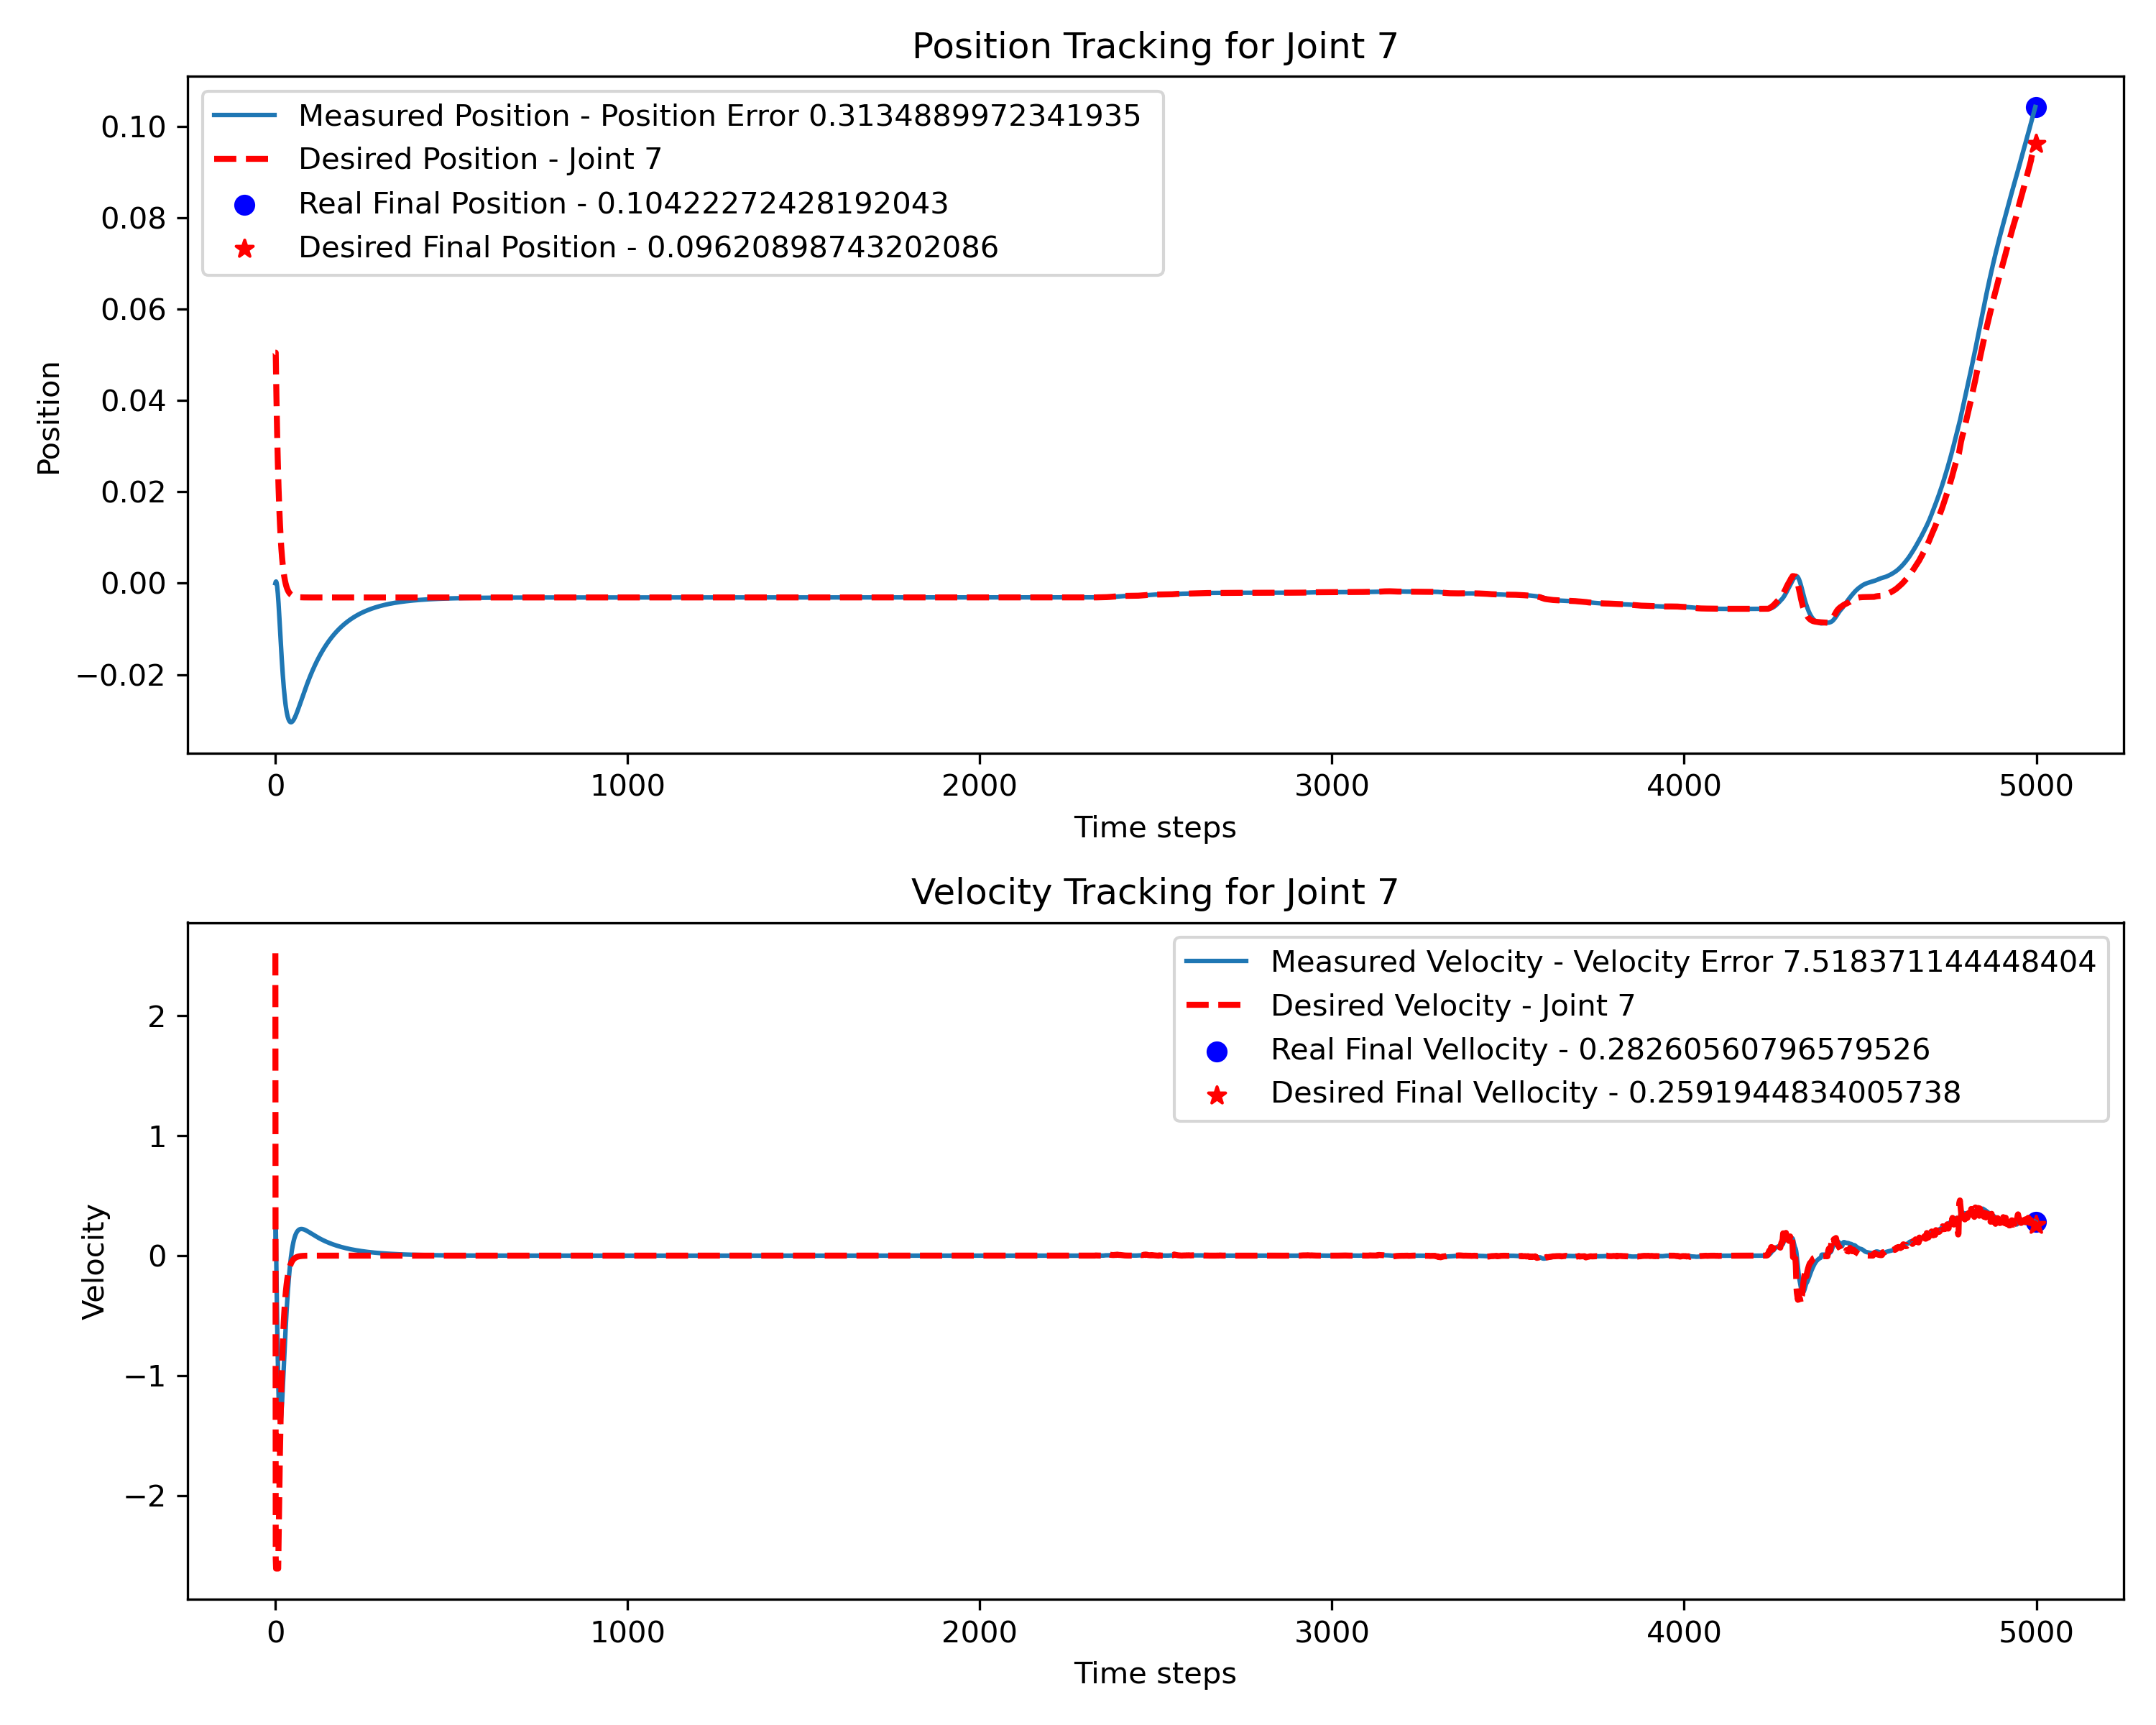 Position Tracking for Joint 7
Measured Position - Position Error 0.3134889972341935
Desired Position - Joint 7
Real Final Position - 0.10422272428192043
Desired Final Position - 0.09620898743202086
Position
0.10
0.08
0.06
0.04
0.02
0.00
−0.02
0 1000 2000 3000 4000 5000
Time steps
Velocity Tracking for Joint 7
Measured Velocity - Velocity Error 7.518371144448404
Desired Velocity - Joint 7
Real Final Vellocity - 0.28260560796579526
Desired Final Vellocity - 0.2591944834005738
Velocity
2
1
0
−1
−2
0 1000 2000 3000 4000 5000
Time steps